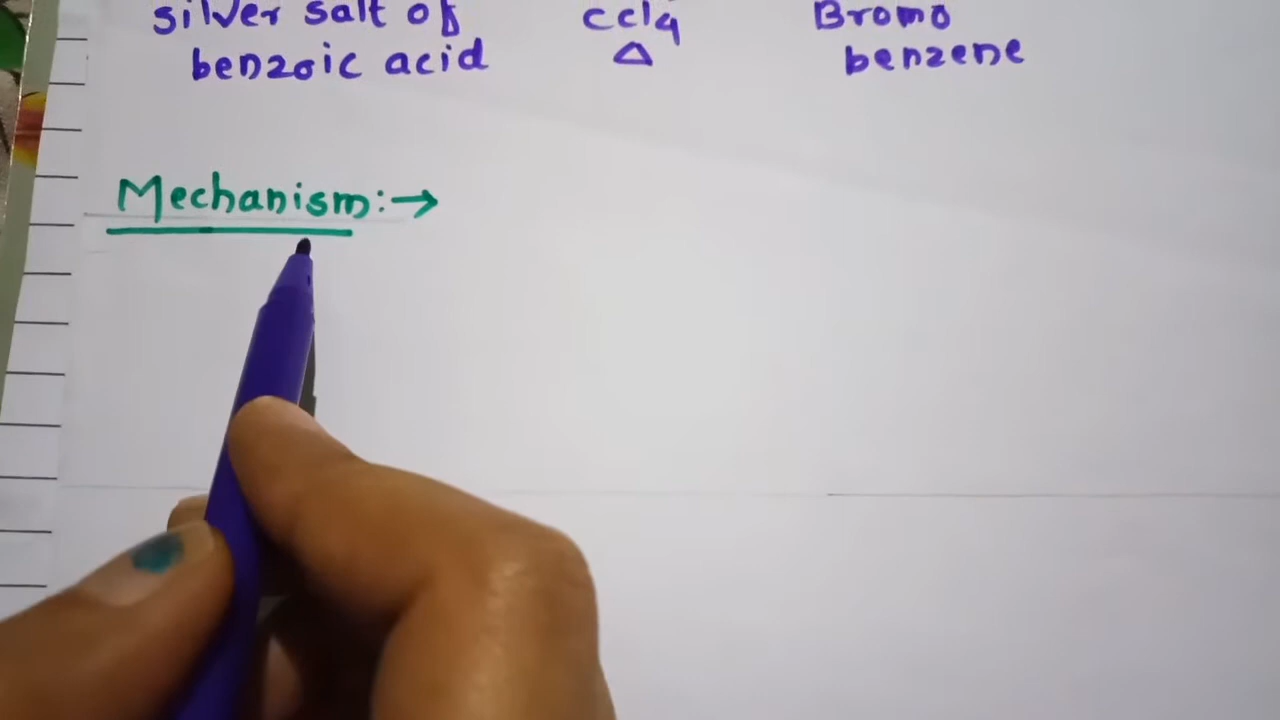 silver salt of CCl4 Bromo
benzoic acid Δ benzene
Mechanism:→